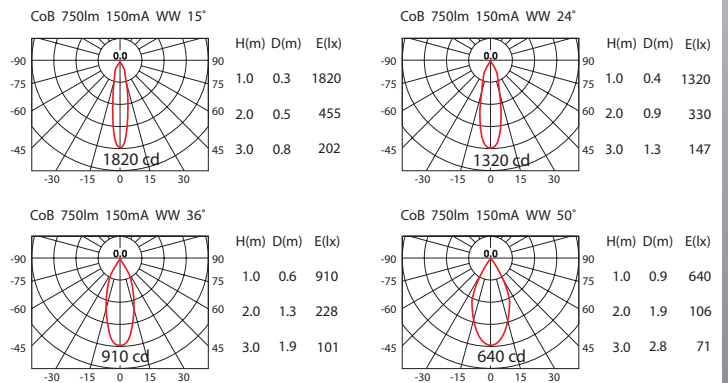 CoB 750lm 150mA WW 15°
H(m) D(m) E(lx)
-90 0.0 90
1.0 0.3 1820
-75 75
2.0 0.5 455
-60 60
3.0 0.8 202
-45 45
1820 cd
-30 -15 0 15 30
CoB 750lm 150mA WW 24°
H(m) D(m) E(lx)
-90 0.0 90
1.0 0.4 1320
-75 75
2.0 0.9 330
-60 60
3.0 1.3 147
-45 45
1320 cd
-30 -15 0 15 30
CoB 750lm 150mA WW 36°
H(m) D(m) E(lx)
-90 0.0 90
1.0 0.6 910
-75 75
2.0 1.3 228
-60 60
3.0 1.9 101
-45 45
910 cd
-30 -15 0 15 30
CoB 750lm 150mA WW 50°
H(m) D(m) E(lx)
-90 0.0 90
1.0 0.9 640
-75 75
2.0 1.9 106
-60 60
3.0 2.8 71
-45 45
640 cd
-30 -15 0 15 30